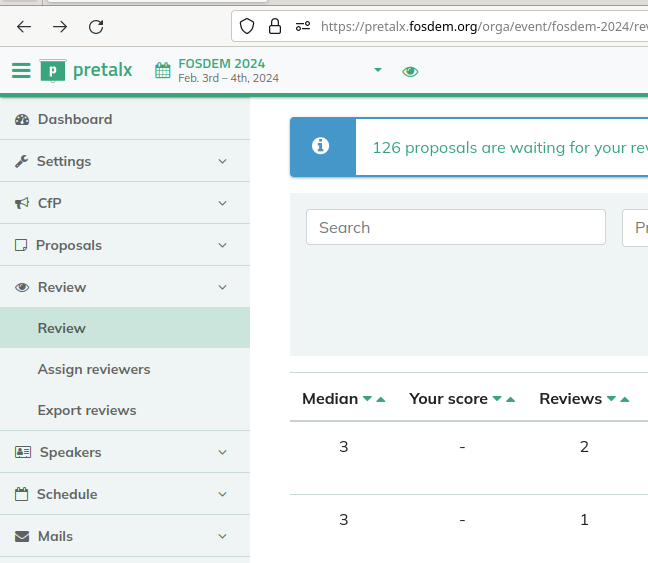 https://pretalx.fosdem.org/orga/event/fosdem-2024/re
p pretalx
FOSDEM 2024
Feb. 3rd – 4th, 2024
Dashboard
Settings
CfP
Proposals
Review
Review
Assign reviewers
Export reviews
Speakers
Schedule
Mails
126 proposals are waiting for your re
Search
Pr
Median Your score Reviews
3 - 2
3 - 1